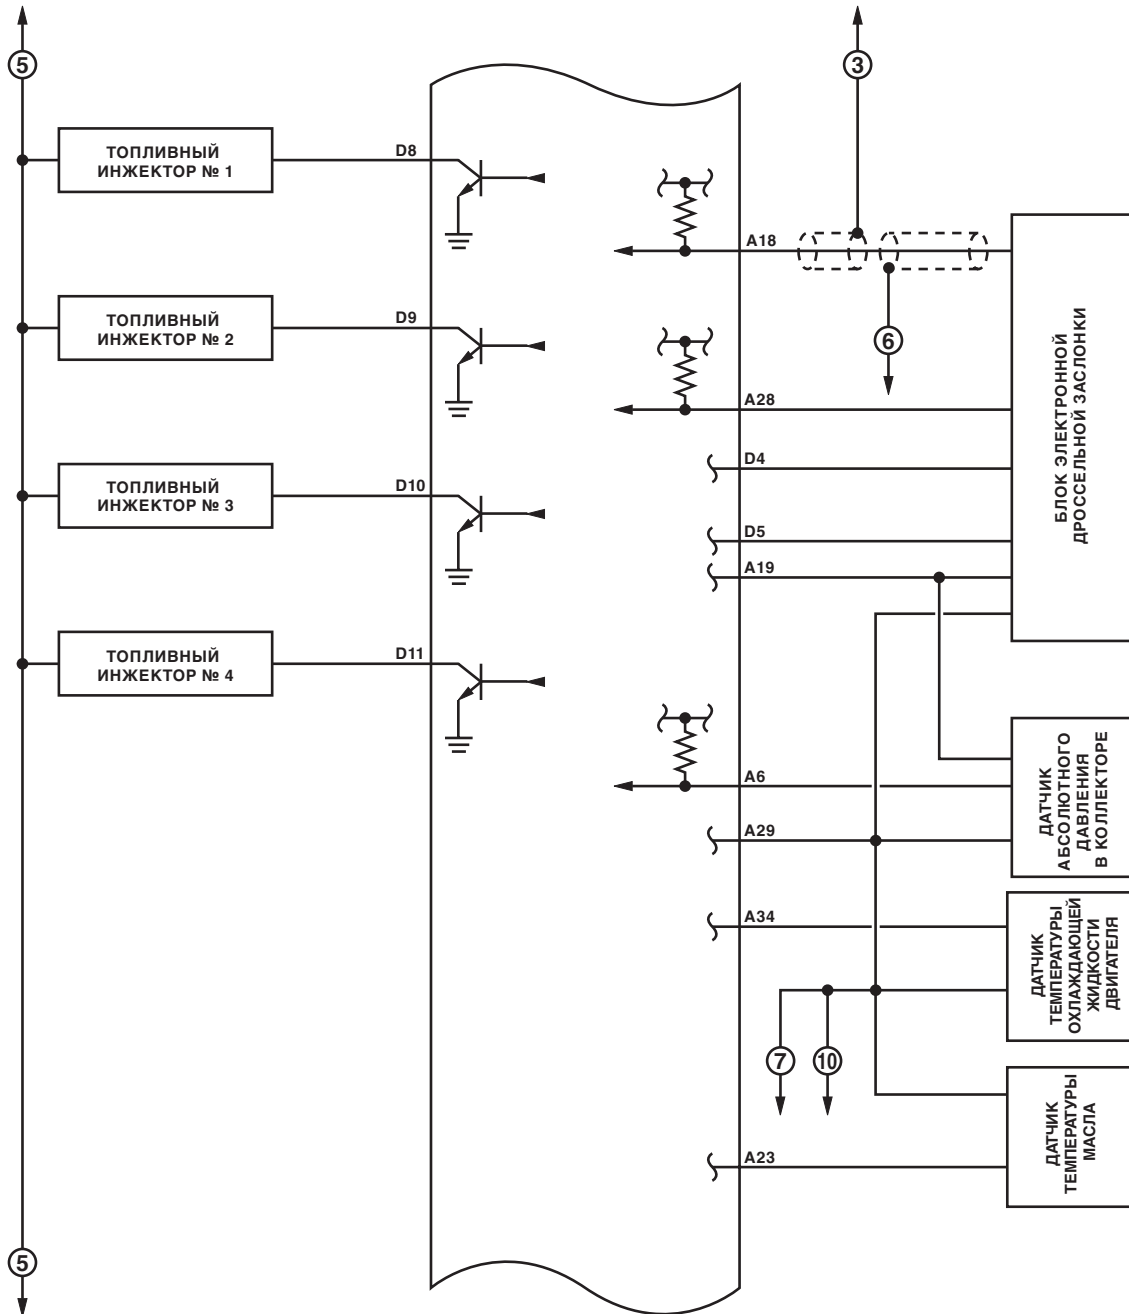 5
3
ТОПЛИВНЫЙ
ИНЖЕКТОР № 1
D8
ТОПЛИВНЫЙ
ИНЖЕКТОР № 2
D9
ТОПЛИВНЫЙ
ИНЖЕКТОР № 3
D10
ТОПЛИВНЫЙ
ИНЖЕКТОР № 4
D11
5
A18
6
A28
D4
D5
A19
БЛОК ЭЛЕКТРОННОЙ
ДРОССЕЛЬНОЙ ЗАСЛОНКИ
A6
A29
ДАТЧИК
АБСОЛЮТНОГО
ДАВЛЕНИЯ
В КОЛЛЕКТОРЕ
A34
ДАТЧИК
ТЕМПЕРАТУРЫ
ОХЛАЖДАЮЩЕЙ
ЖИДКОСТИ
ДВИГАТЕЛЯ
7
10
A23
ДАТЧИК
ТЕМПЕРАТУРЫ
МАСЛА